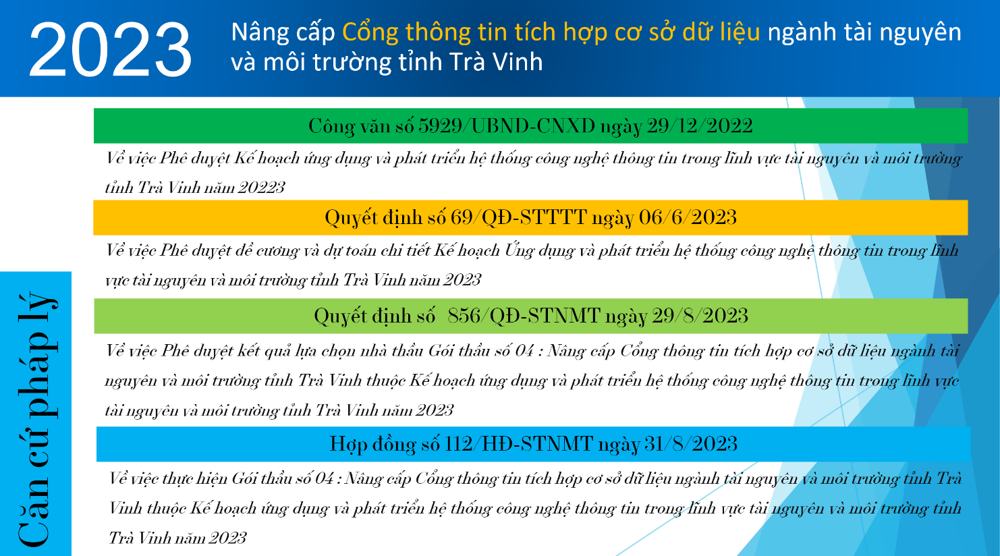 2023
Nâng cấp Cổng thông tin tích hợp cơ sở dữ liệu ngành tài nguyên
và môi trường tỉnh Trà Vinh
Công văn số 5929/UBND-CNXD ngày 29/12/2022
Về việc Phê duyệt Kế hoạch ứng dụng và phát triển hệ thống công nghệ thông tin trong lĩnh vực tài nguyên và môi trường
tỉnh Trà Vinh năm 20223
Quyết định số 69/QĐ-STTTT ngày 06/6/2023
Về việc Phê duyệt đề cương và dự toán chi tiết Kế hoạch Ứng dụng và phát triển hệ thống công nghệ thông tin trong lĩnh
vực tài nguyên và môi trường tỉnh Trà Vinh năm 2023
Quyết định số 856/QĐ-STNMT ngày 29/8/2023
Về việc Phê duyệt kết quả lựa chọn nhà thầu Gói thầu số 04 : Nâng cấp Cổng thông tin tích hợp cơ sở dữ liệu ngành tài
nguyên và môi trường tỉnh Trà Vinh thuộc Kế hoạch ứng dụng và phát triển hệ thống công nghệ thông tin trong lĩnh vực
tài nguyên và môi trường tỉnh Trà Vinh năm 2023
Hợp đồng số 112/HĐ-STNMT ngày 31/8/2023
Về việc thực hiện Gói thầu số 04 : Nâng cấp Cổng thông tin tích hợp cơ sở dữ liệu ngành tài nguyên và môi trường tỉnh Trà
Vinh thuộc Kế hoạch ứng dụng và phát triển hệ thống công nghệ thông tin trong lĩnh vực tài nguyên và môi trường tỉnh
Trà Vinh năm 2023
Căn cứ pháp lý